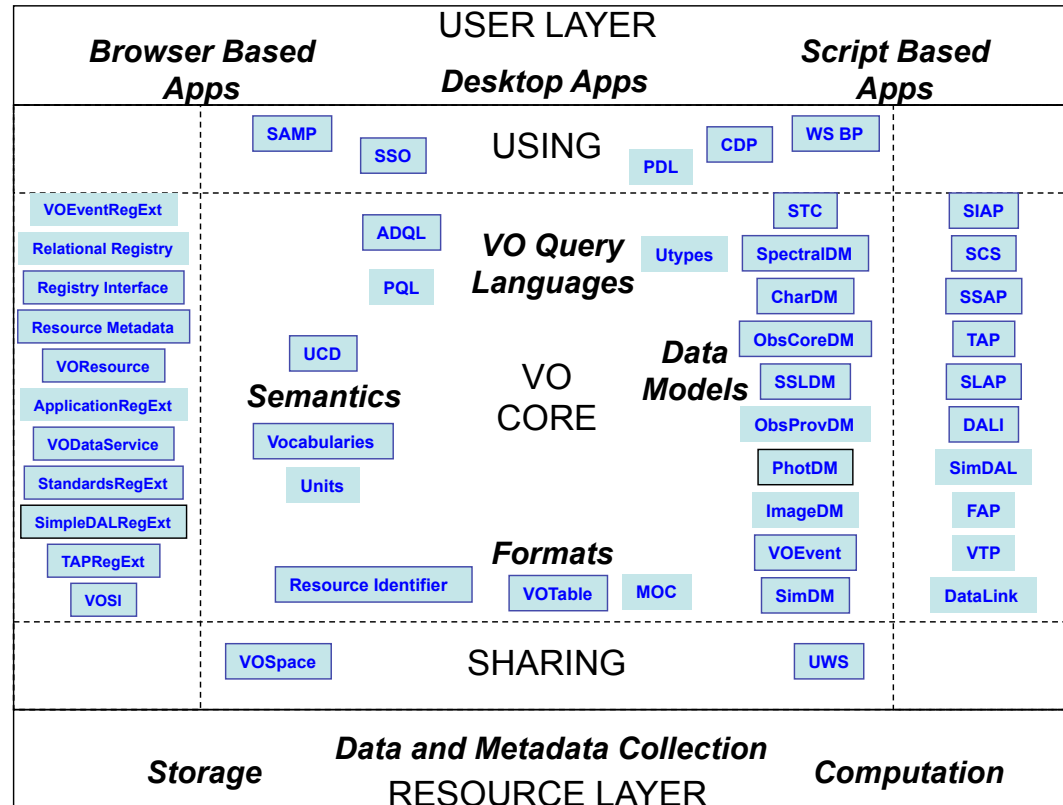 USER LAYER
Browser Based
Apps
Desktop Apps
Script Based
Apps
SAMP
SSO
USING
PDL
CDP
WS BP
VOEventRegExt
Relational Registry
Registry Interface
Resource Metadata
VOResource
ApplicationRegExt
VODataService
StandardsRegExt
SimpleDALRegExt
TAPRegExt
VOSI
ADQL
PQL
VO Query
Languages
UCD
Semantics
Vocabularies
Units
VO
CORE
Formats
Resource Identifier
VOTable
MOC
Utypes
Data
Models
STC
SpectralDM
CharDM
ObsCoreDM
SSLDM
ObsProvDM
PhotDM
ImageDM
VOEvent
SimDM
SIAP
SCS
SSAP
TAP
SLAP
DALI
SimDAL
FAP
VTP
DataLink
VOSpace
SHARING
UWS
Storage
Data and Metadata Collection
Computation
RESOURCE LAYER